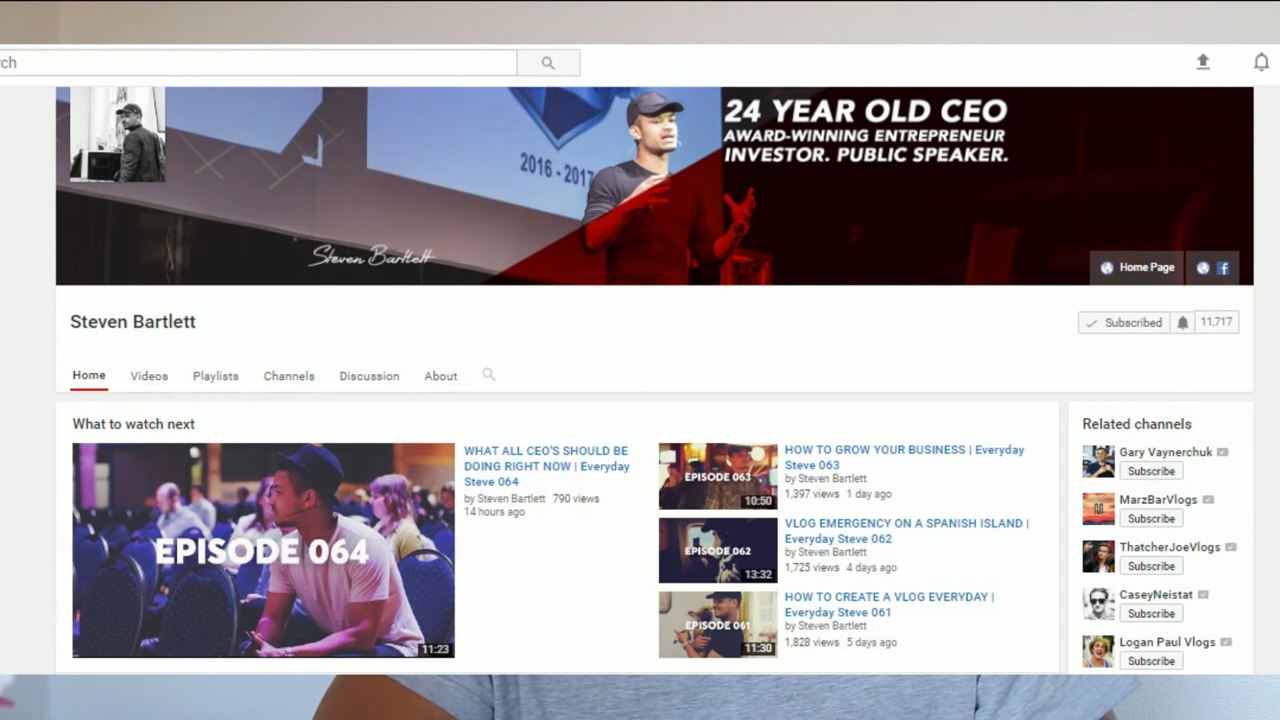 rch
24 YEAR OLD CEO
AWARD-WINNING ENTREPRENEUR
INVESTOR. PUBLIC SPEAKER.
2016 - 2017
Steven Bartlett
Home Page
Steven Bartlett
Subscribed
11,717
Home
Videos
Playlists
Channels
Discussion
About
What to watch next
EPISODE 064
11:23
WHAT ALL CEO'S SHOULD BE
DOING RIGHT NOW | Everyday
Steve 064
by Steven Bartlett 790 views
14 hours ago
EPISODE 063
10:50
HOW TO GROW YOUR BUSINESS | Everyday
Steve 063
by Steven Bartlett
1,397 views 1 day ago
EPISODE 062
13:32
VLOG EMERGENCY ON A SPANISH ISLAND |
Everyday Steve 062
by Steven Bartlett
1,725 views 4 days ago
EPISODE 061
11:30
HOW TO CREATE A VLOG EVERYDAY |
Everyday Steve 061
by Steven Bartlett
1,828 views 5 days ago
Related channels
Gary Vaynerchuk
Subscribe
MarzBarVlogs
Subscribe
ThatcherJoeVlogs
Subscribe
CaseyNeistat
Subscribe
Logan Paul Vlogs
Subscribe